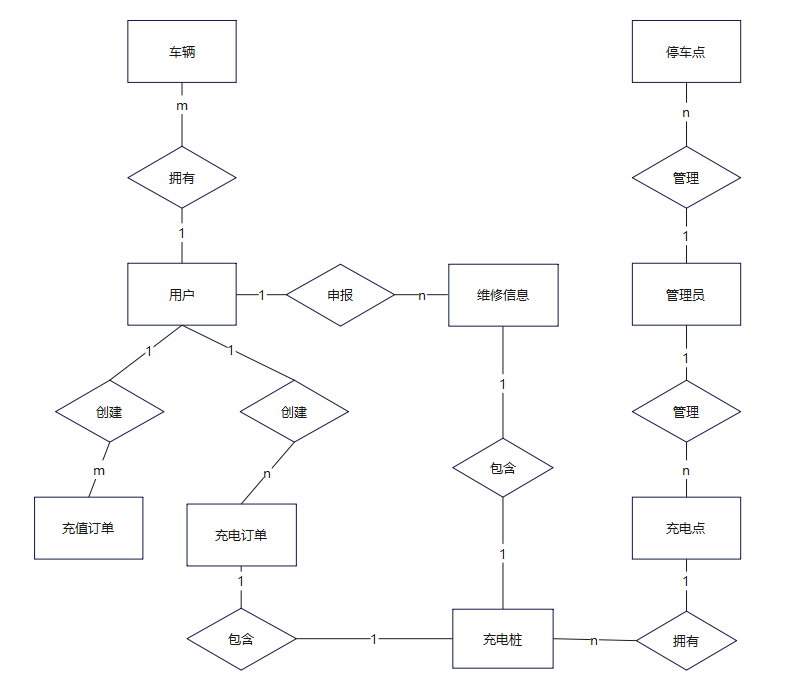 车辆
停车点
m
n
拥有
管理
1
1
用户
1
申报
n
维修信息
管理员
1
1
1
1
创建
创建
管理
包含
m
n
n
充值订单
充电订单
充电点
1
1
1
包含
1
充电桩
n
拥有